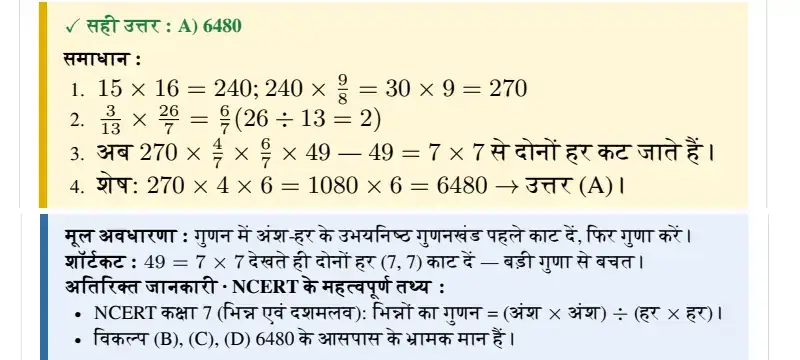 ✓ सही उत्तर : A) 6480
समाधान :
1. 15 × 16 = 240; 240 × 9/8 = 30 × 9 = 270
2. 3/13 × 26/7 = 6/7 (26 ÷ 13 = 2)
3. अब 270 × 4/7 × 6/7 × 49 — 49 = 7 × 7 से दोनों हर कट जाते हैं।
4. शेष: 270 × 4 × 6 = 1080 × 6 = 6480 → उत्तर (A)।
मूल अवधारणा : गुणन में अंश-हर के उभयनिष्ठ गुणनखंड पहले काट दें, फिर गुणा करें।
शॉर्टकट : 49 = 7 × 7 देखते ही दोनों हर (7, 7) काट दें — बड़ी गुणा से बचत।
अतिरिक्त जानकारी · NCERT के महत्वपूर्ण तथ्य :
• NCERT कक्षा 7 (भिन्न एवं दशमलव): भिन्नों का गुणन = (अंश × अंश) ÷ (हर × हर)।
• विकल्प (B), (C), (D) 6480 के आसपास के भ्रामक मान हैं।